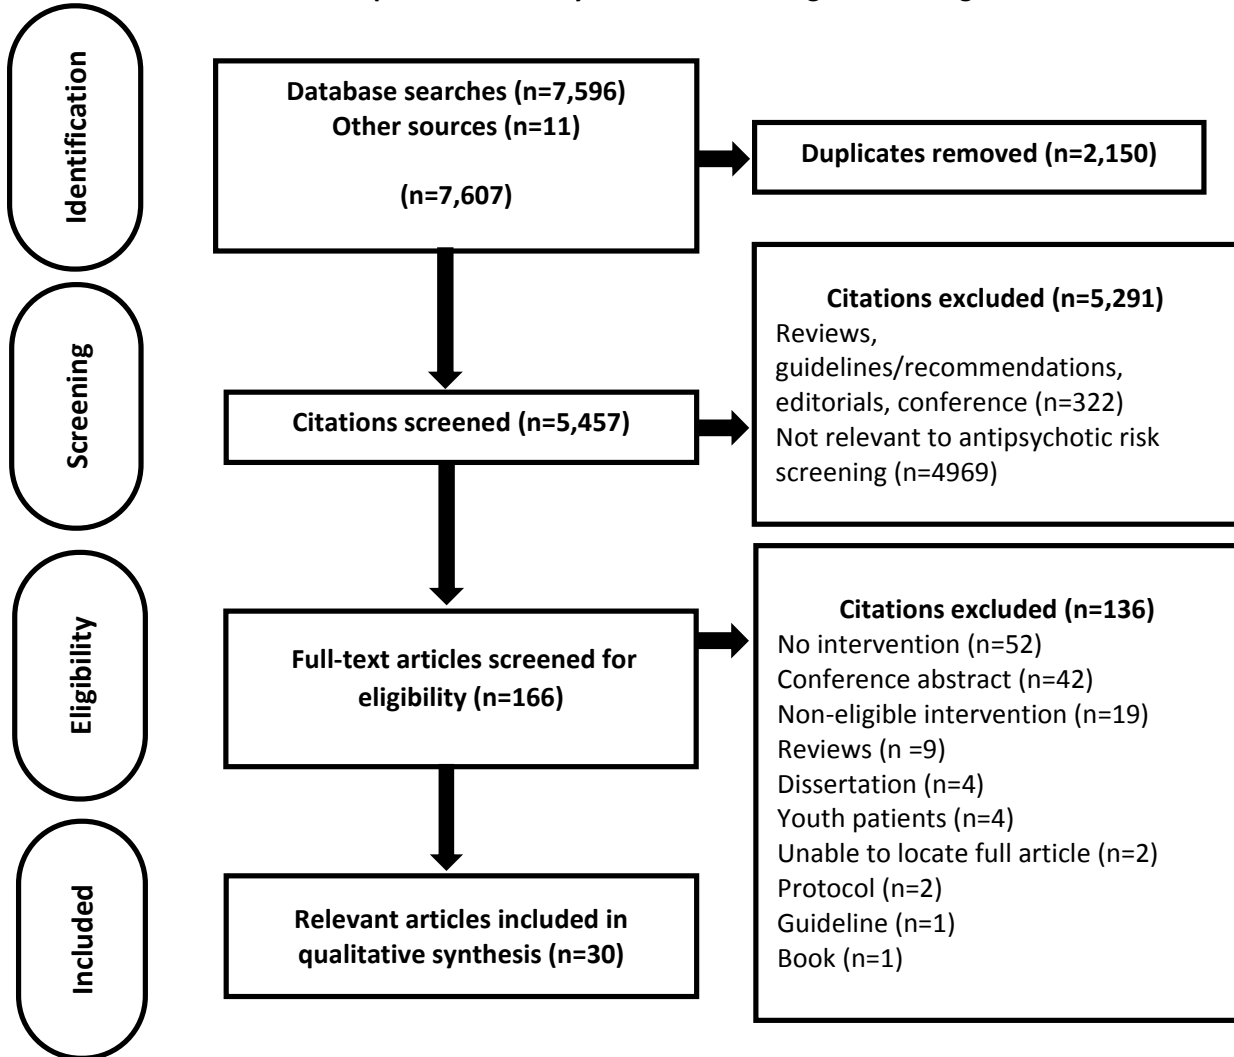 Identification
Database searches (n=7,596)
Other sources (n=11)
(n=7,607)
Duplicates removed (n=2,150)
Screening
Citations screened (n=5,457)
Citations excluded (n=5,291)
Reviews,
guidelines/recommendations,
editorials, conference (n=322)
Not relevant to antipsychotic risk
screening (n=4969)
Eligibility
Full-text articles screened for
eligibility (n=166)
Citations excluded (n=136)
No intervention (n=52)
Conference abstract (n=42)
Non-eligible intervention (n=19)
Reviews (n =9)
Dissertation (n=4)
Youth patients (n=4)
Unable to locate full article (n=2)
Protocol (n=2)
Guideline (n=1)
Book (n=1)
Included
Relevant articles included in
qualitative synthesis (n=30)